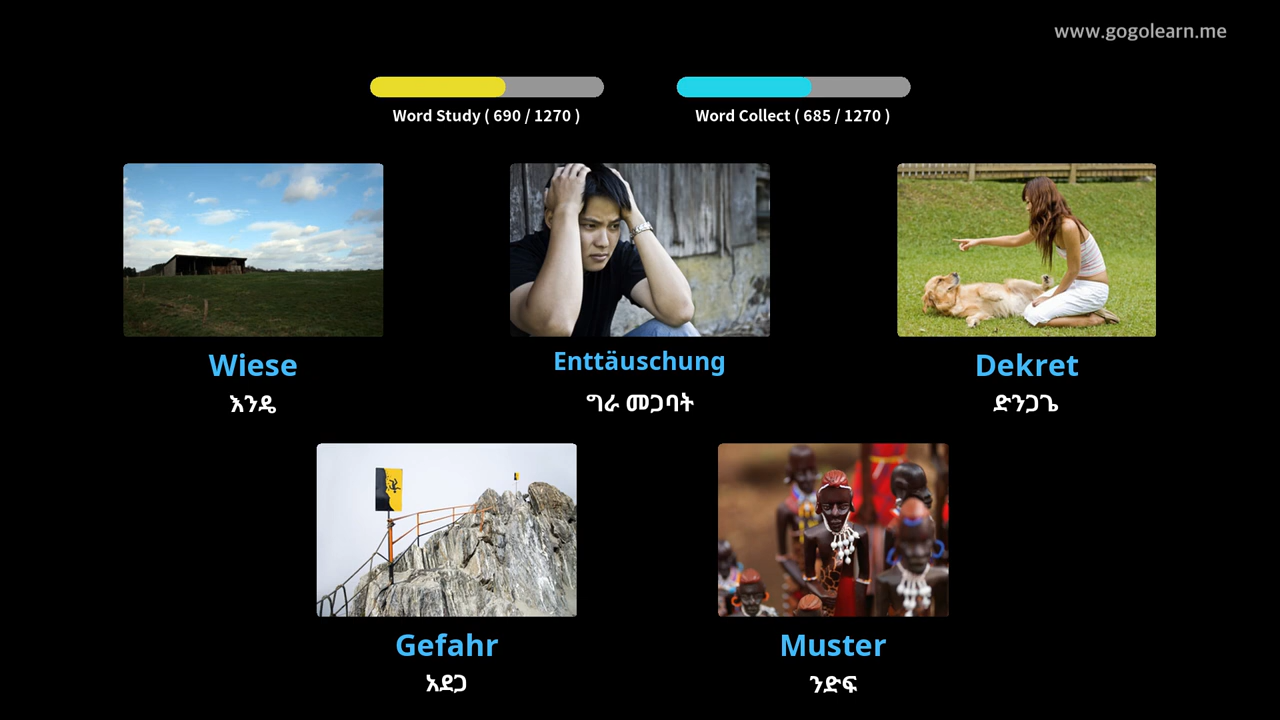 www.gogolearn.me
Word Study ( 690 / 1270 )
Word Collect ( 685 / 1270 )
Wiese
እንዴ
Enttäuschung
ግራ መጋባት
Dekret
ድንጋጌ
Gefahr
አደጋ
Muster
ንድፍ